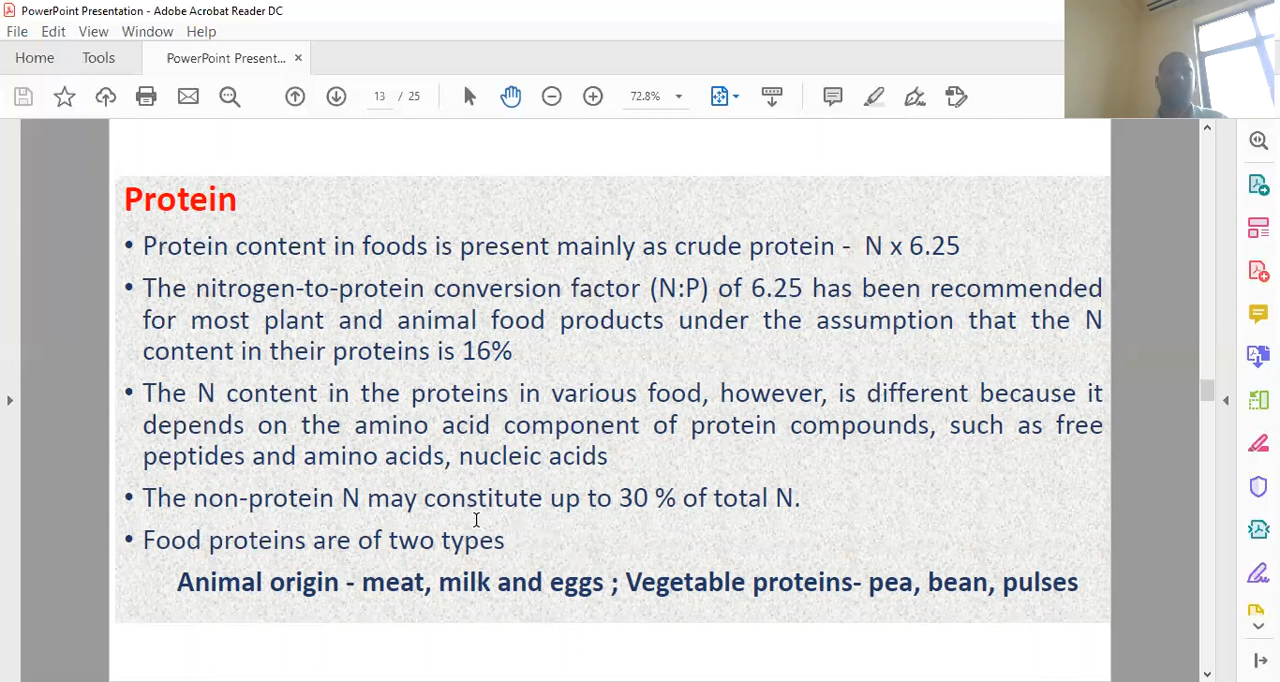 PowerPoint Presentation - Adobe Acrobat Reader DC
File Edit View Window Help
Home Tools PowerPoint Present... ×
13 / 25 72.8%
Protein
• Protein content in foods is present mainly as crude protein - N x 6.25
• The nitrogen-to-protein conversion factor (N:P) of 6.25 has been recommended
for most plant and animal food products under the assumption that the N
content in their proteins is 16%
• The N content in the proteins in various food, however, is different because it
depends on the amino acid component of protein compounds, such as free
peptides and amino acids, nucleic acids
• The non-protein N may constitute up to 30 % of total N.
• Food proteins are of two types
Animal origin - meat, milk and eggs ; Vegetable proteins- pea, bean, pulses